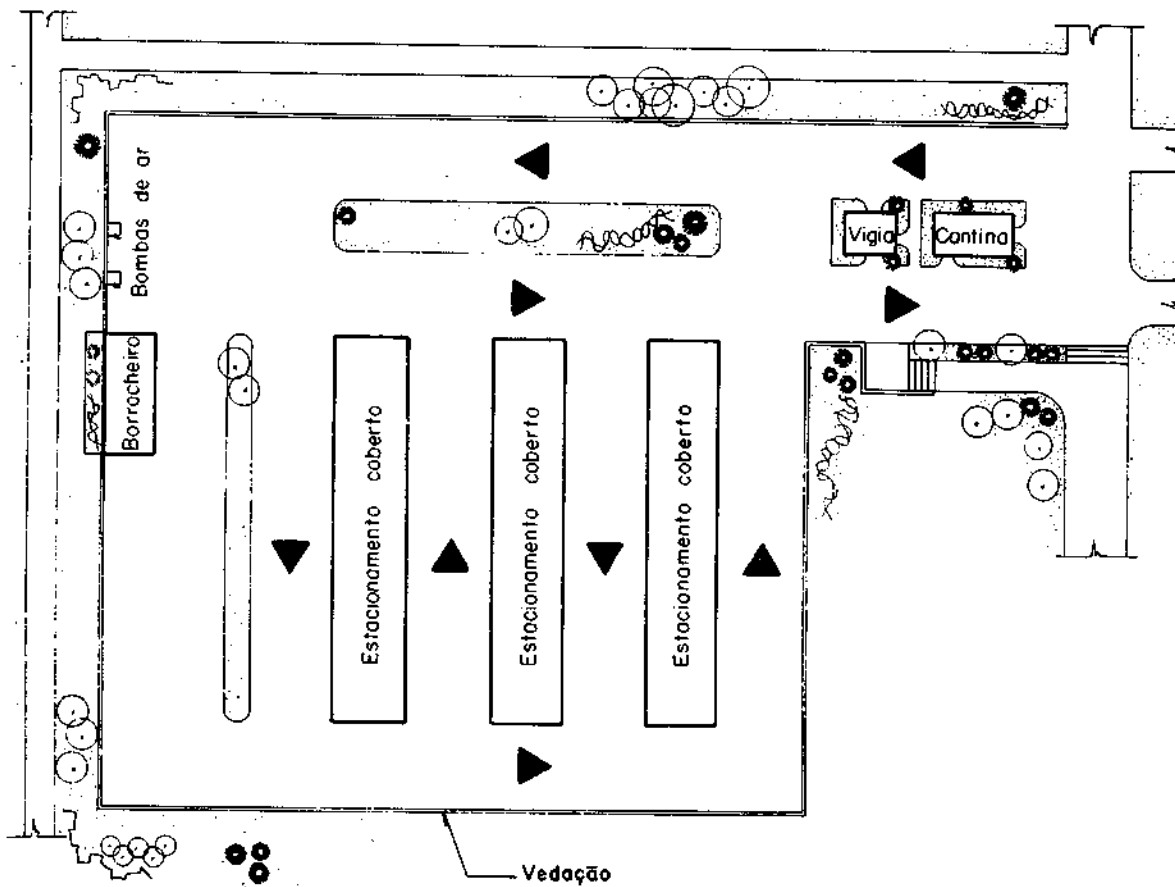 Bombas de ar
Vigia
Cantina
Borracheiro
Estacionamento coberto
Estacionamento coberto
Estacionamento coberto
Vedação